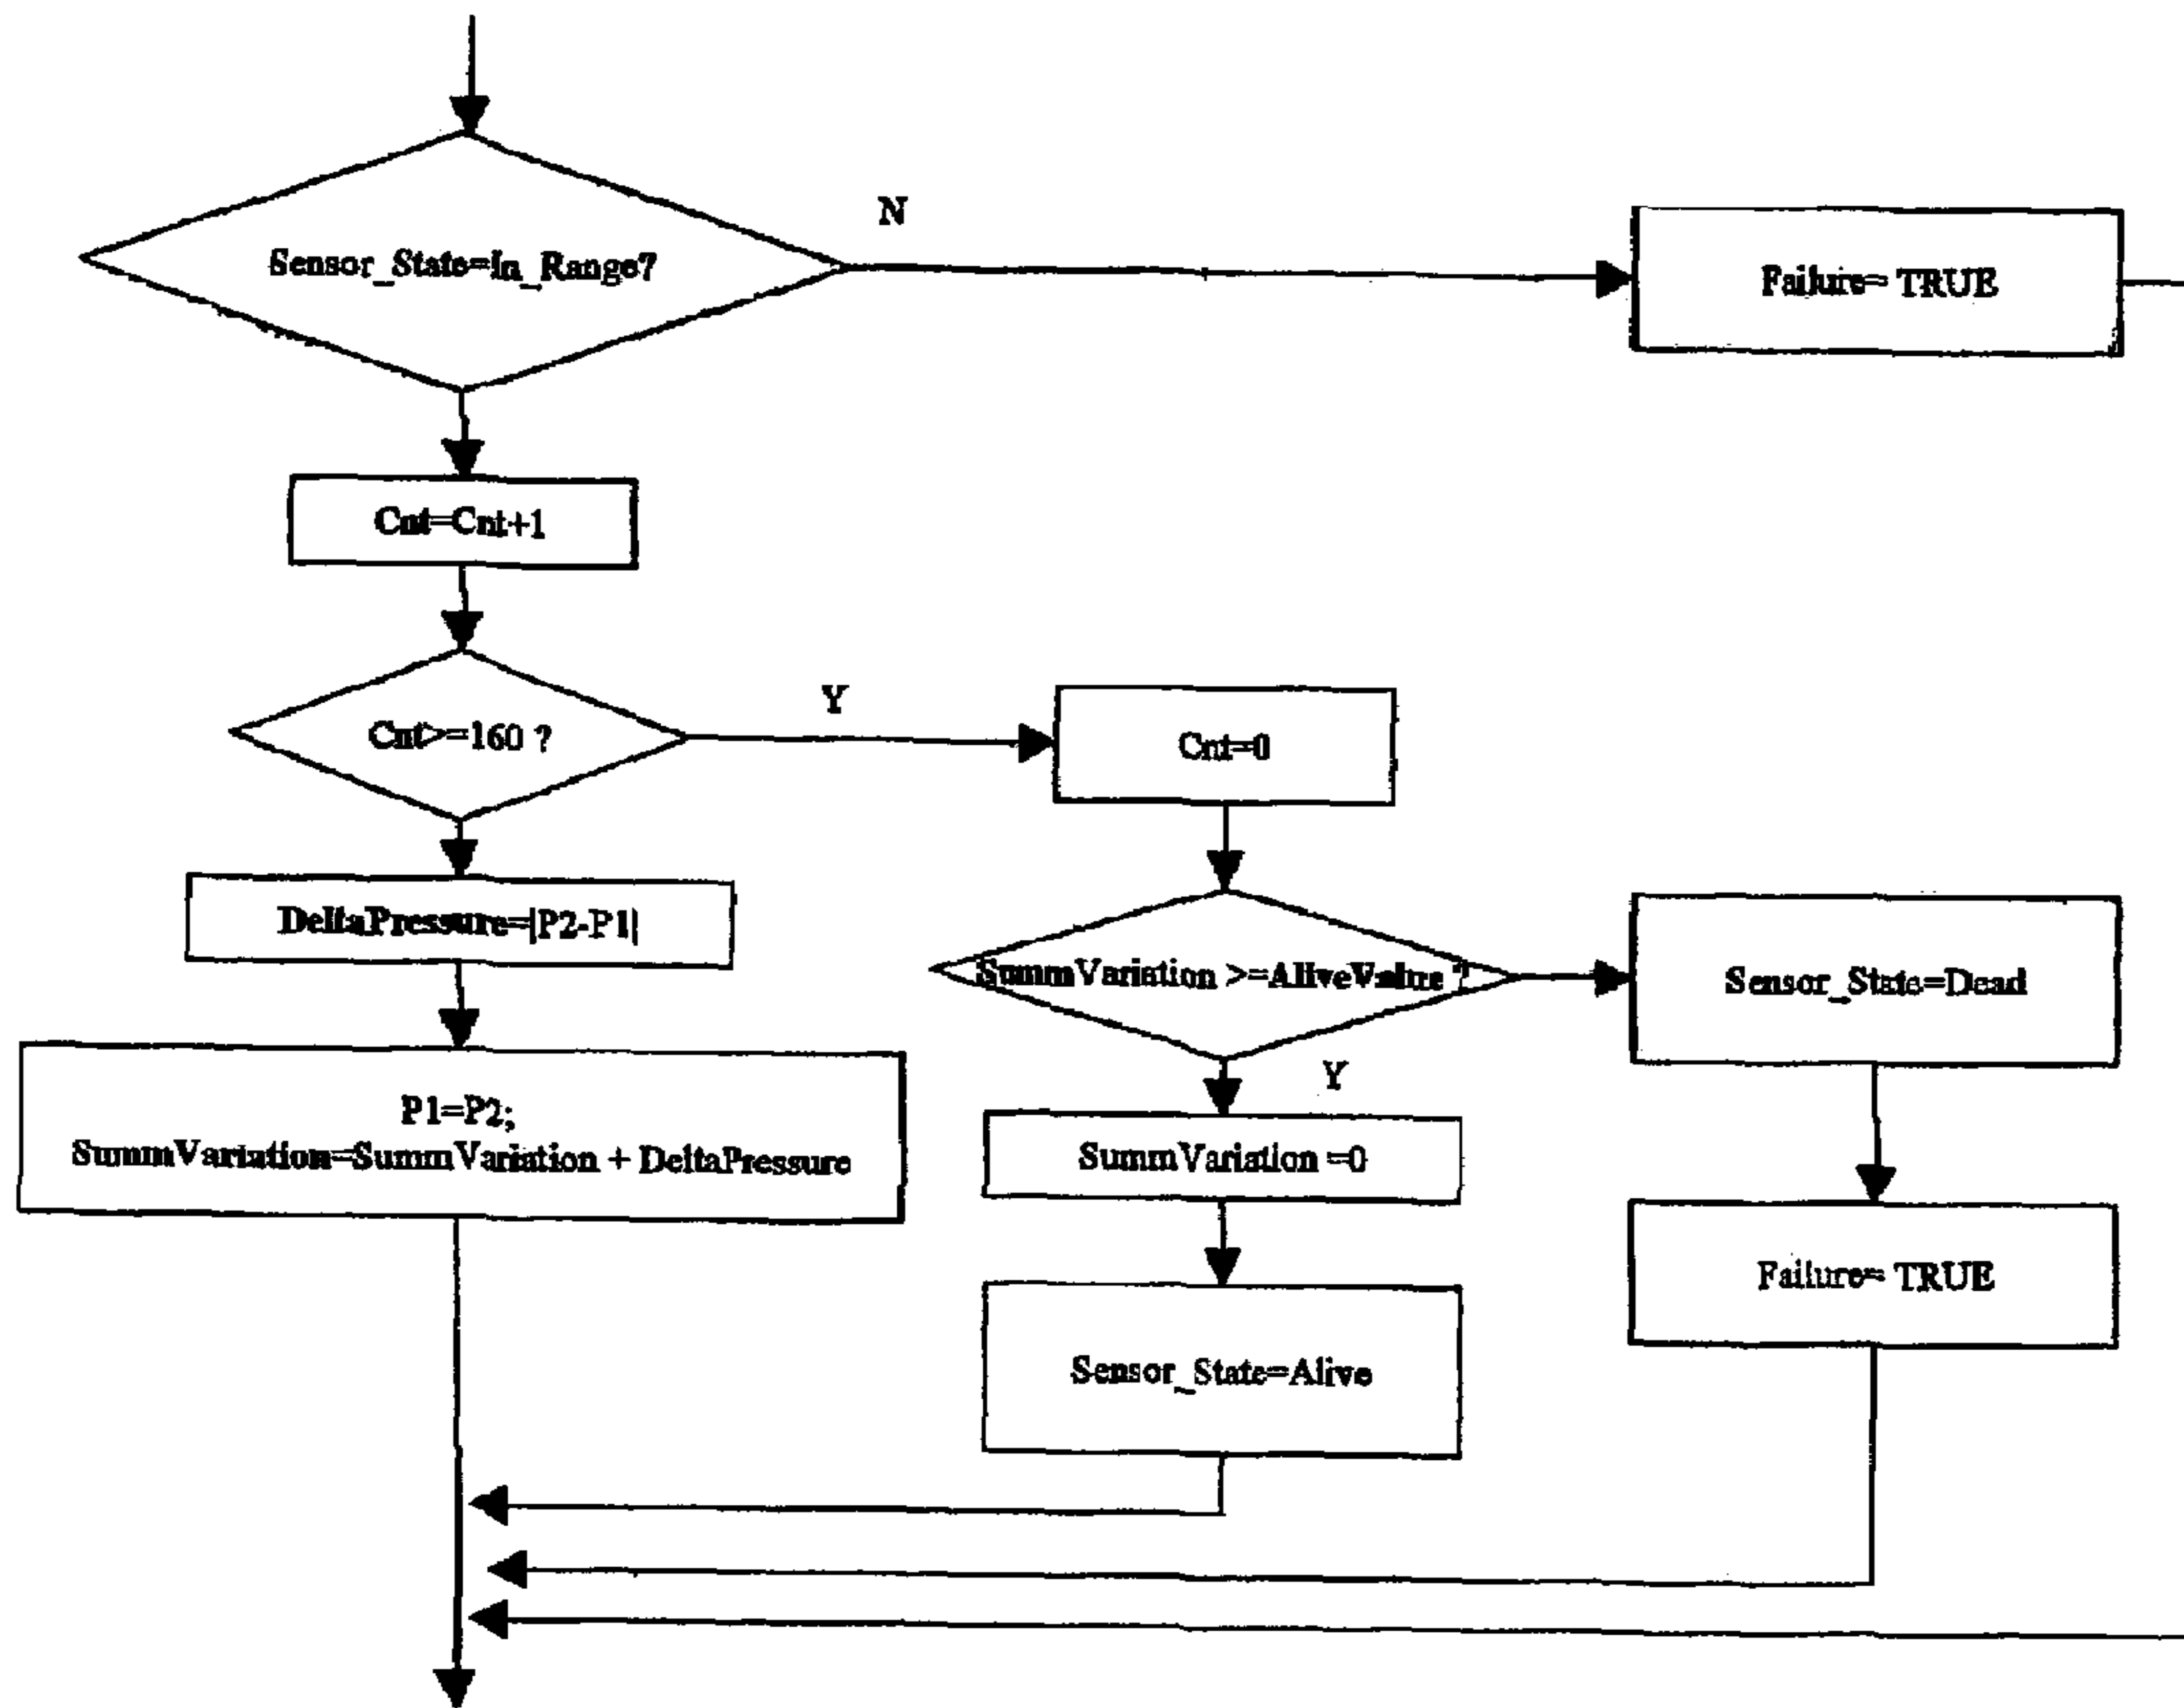 Sensor_State=In_Range?
N
Failure= TRUE
Cnt=Cnt+1
Cnt>=160 ?
Y
Cnt=0
DeltaPressure=|P2-P1|
SummVariation >=AliveValue ?
Sensor_State=Dead
Y
P1=P2;
SummVariation=SummVariation + DeltaPressure
SummVariation =0
Failure= TRUE
Sensor_State=Alive